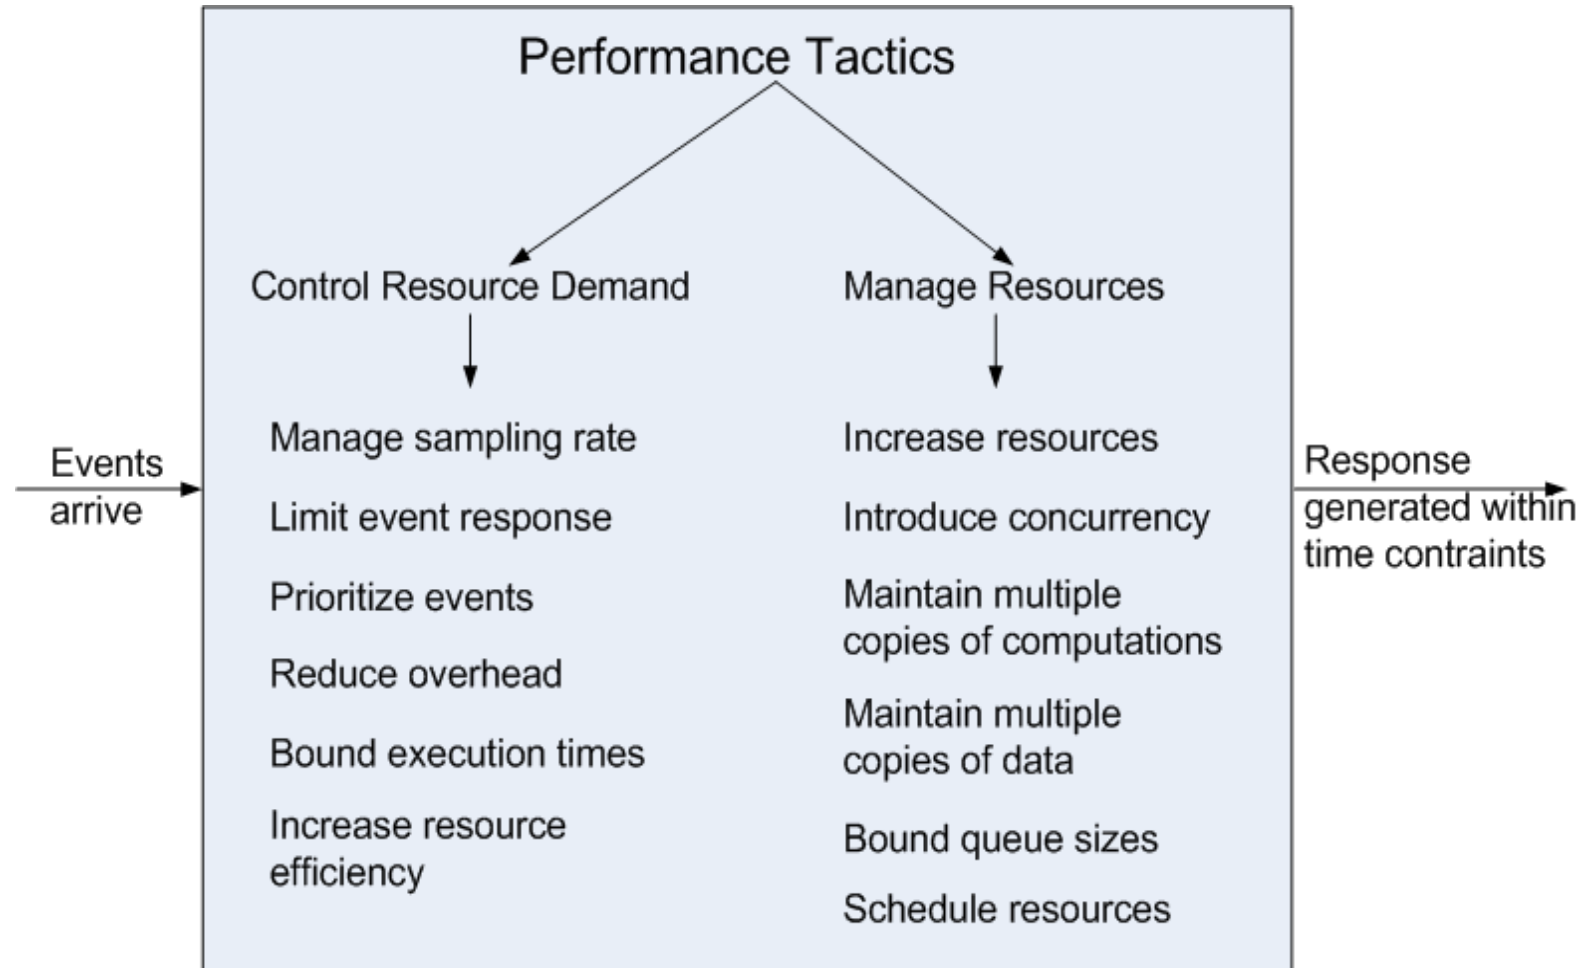 Performance Tactics
Control Resource Demand
Manage Resources
Events
arrive
Manage sampling rate
Limit event response
Prioritize events
Reduce overhead
Bound execution times
Increase resource
efficiency
Increase resources
Introduce concurrency
Maintain multiple
copies of computations
Maintain multiple
copies of data
Bound queue sizes
Schedule resources
Response
generated within
time contraints